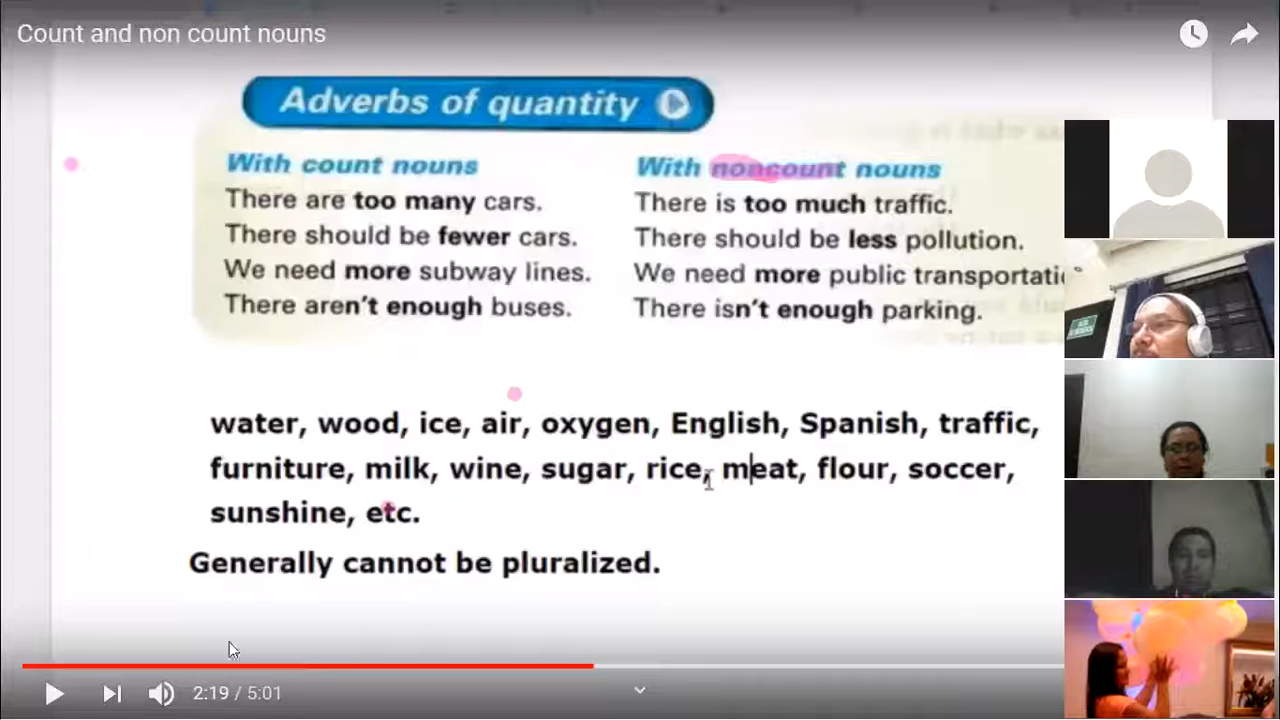 Count and non count nouns
Adverbs of quantity
With count nouns
There are too many cars.
There should be fewer cars.
We need more subway lines.
There aren't enough buses.
With noncount nouns
There is too much traffic.
There should be less pollution.
We need more public transportatio
There isn't enough parking.
water, wood, ice, air, oxygen, English, Spanish, traffic,
furniture, milk, wine, sugar, rice, meat, flour, soccer,
sunshine, etc.
Generally cannot be pluralized.
2:19 / 5:01